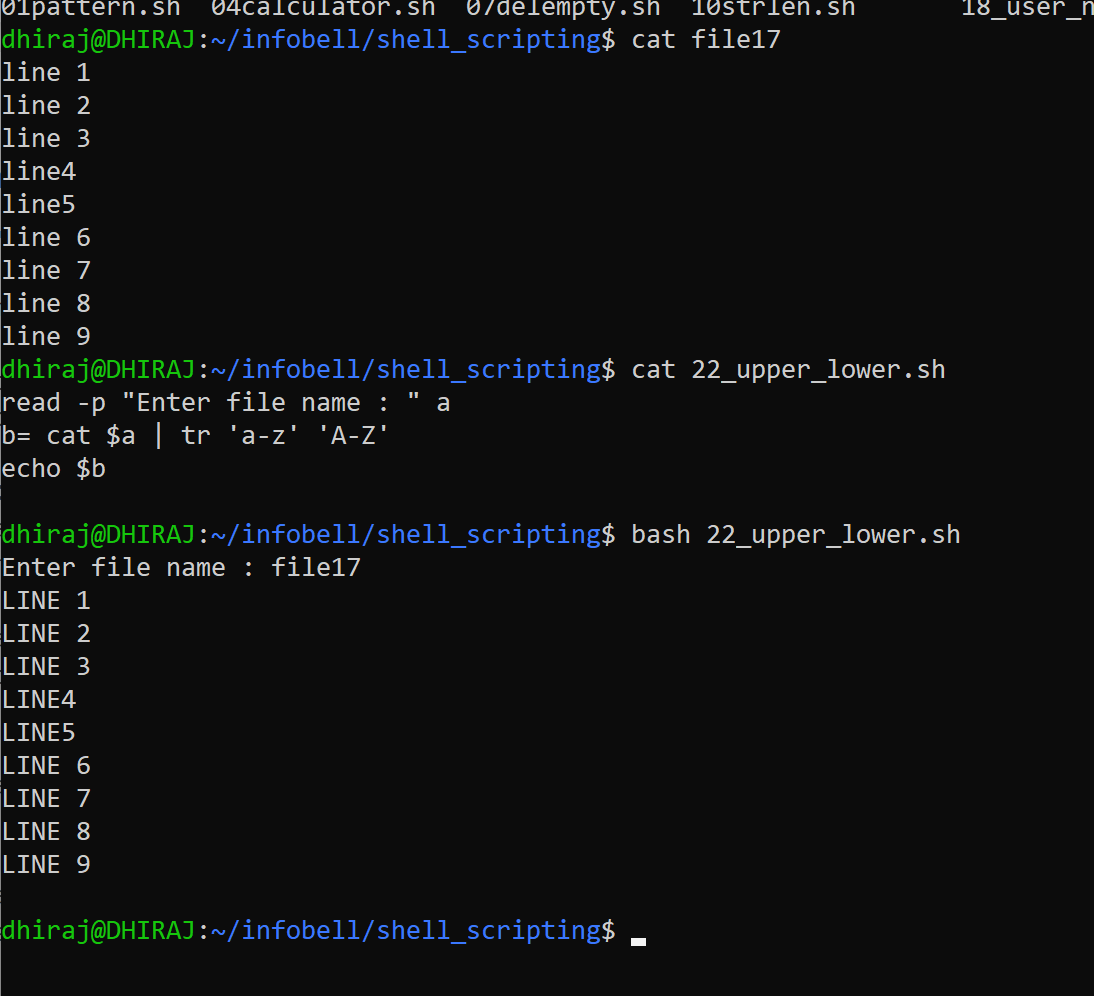 01pattern.sh  04calculator.sh  07delempty.sh  10strlen.sh       18_user_n
dhiraj@DHIRAJ:~/infobell/shell_scripting$ cat file17
line 1
line 2
line 3
line4
line5
line 6
line 7
line 8
line 9
dhiraj@DHIRAJ:~/infobell/shell_scripting$ cat 22_upper_lower.sh
read -p "Enter file name : " a
b= cat $a | tr 'a-z' 'A-Z'
echo $b

dhiraj@DHIRAJ:~/infobell/shell_scripting$ bash 22_upper_lower.sh
Enter file name : file17
LINE 1
LINE 2
LINE 3
LINE4
LINE5
LINE 6
LINE 7
LINE 8
LINE 9

dhiraj@DHIRAJ:~/infobell/shell_scripting$